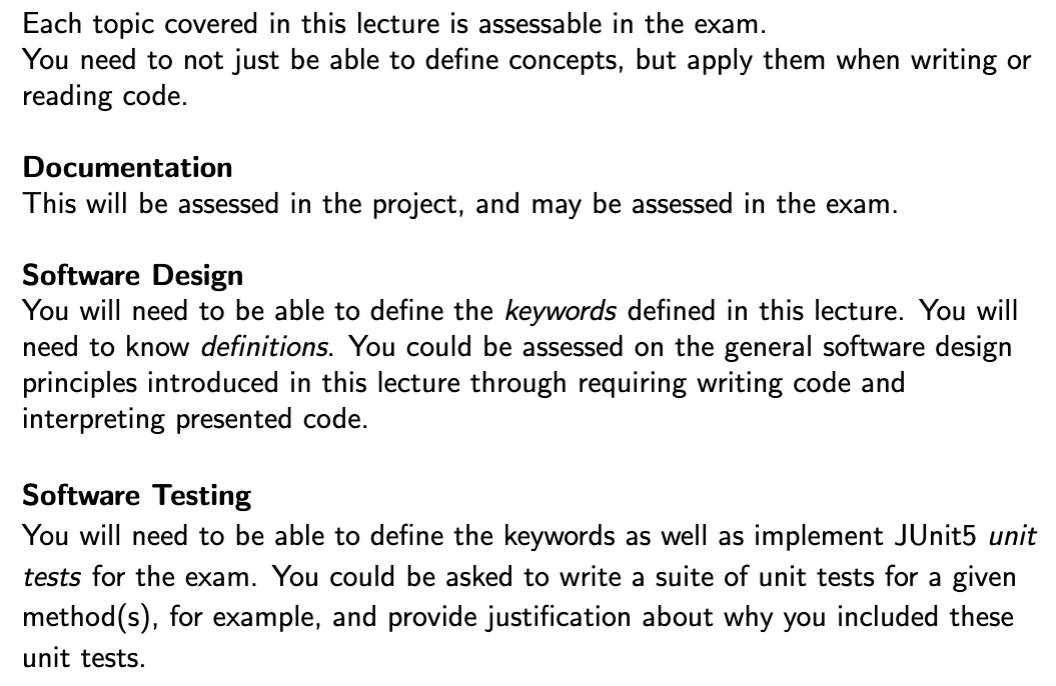 Each topic covered in this lecture is assessable in the exam.
You need to not just be able to define concepts, but apply them when writing or
reading code.
Documentation
This will be assessed in the project, and may be assessed in the exam.
Software Design
You will need to be able to define the keywords defined in this lecture. You will
need to know definitions. You could be assessed on the general software design
principles introduced in this lecture through requiring writing code and
interpreting presented code.
Software Testing
You will need to be able to define the keywords as well as implement JUnit5 unit
tests for the exam. You could be asked to write a suite of unit tests for a given
method(s), for example, and provide justification about why you included these
unit tests.